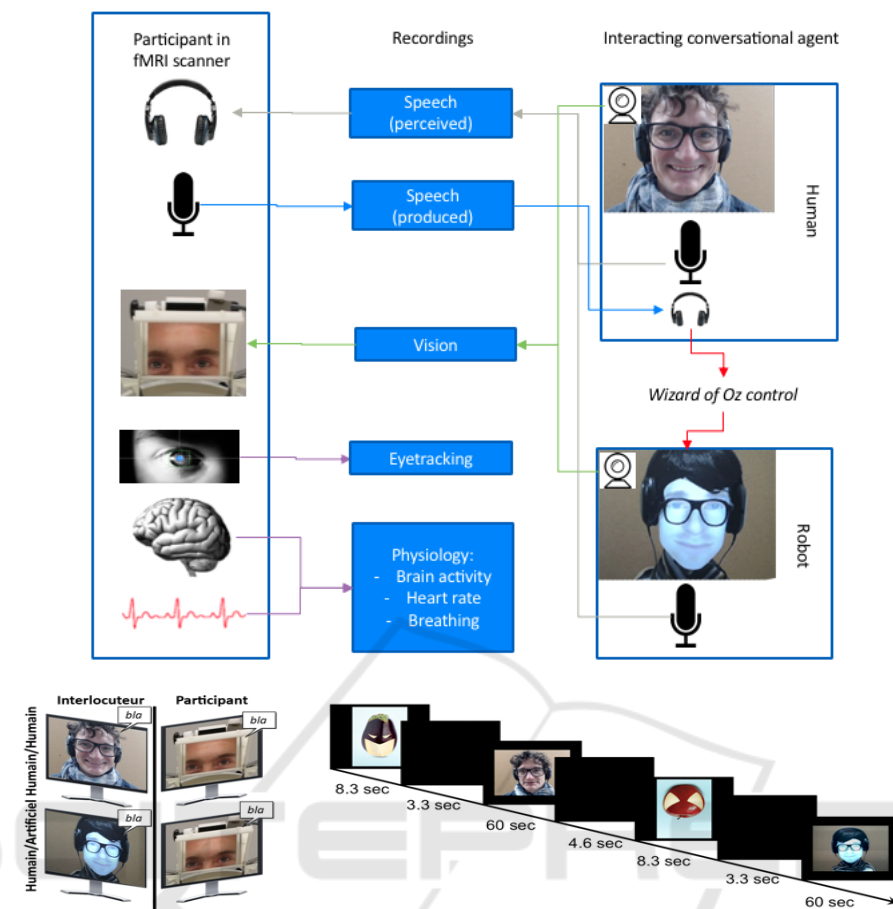 Participant in
fMRI scanner
Recordings
Interacting conversational agent
Speech
(perceived)
Speech
(produced)
Human
Vision
Wizard of Oz control
Eyetracking
Robot
Physiology:
- Brain activity
- Heart rate
- Breathing
Interlocuteur
Participant
bla
bla
Humain/Humain
bla
bla
Humain/Artificiel
8.3 sec
3.3 sec
60 sec
4.6 sec
8.3 sec
3.3 sec
60 sec